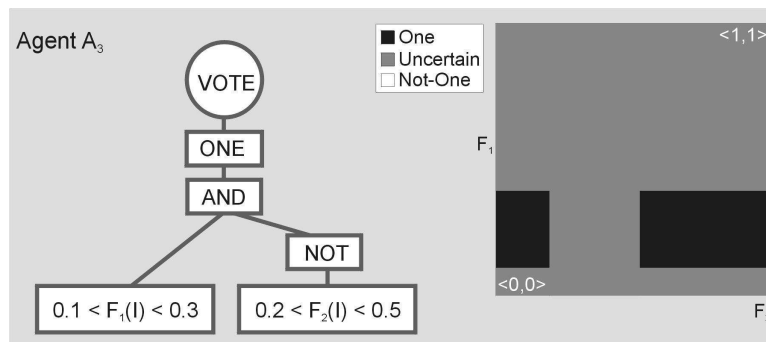 Agent A₃
VOTE
ONE
AND
NOT
0.1 < F₁(I) < 0.3
0.2 < F₂(I) < 0.5
One
Uncertain
Not-One
<1,1>
F₁
<0,0>
F